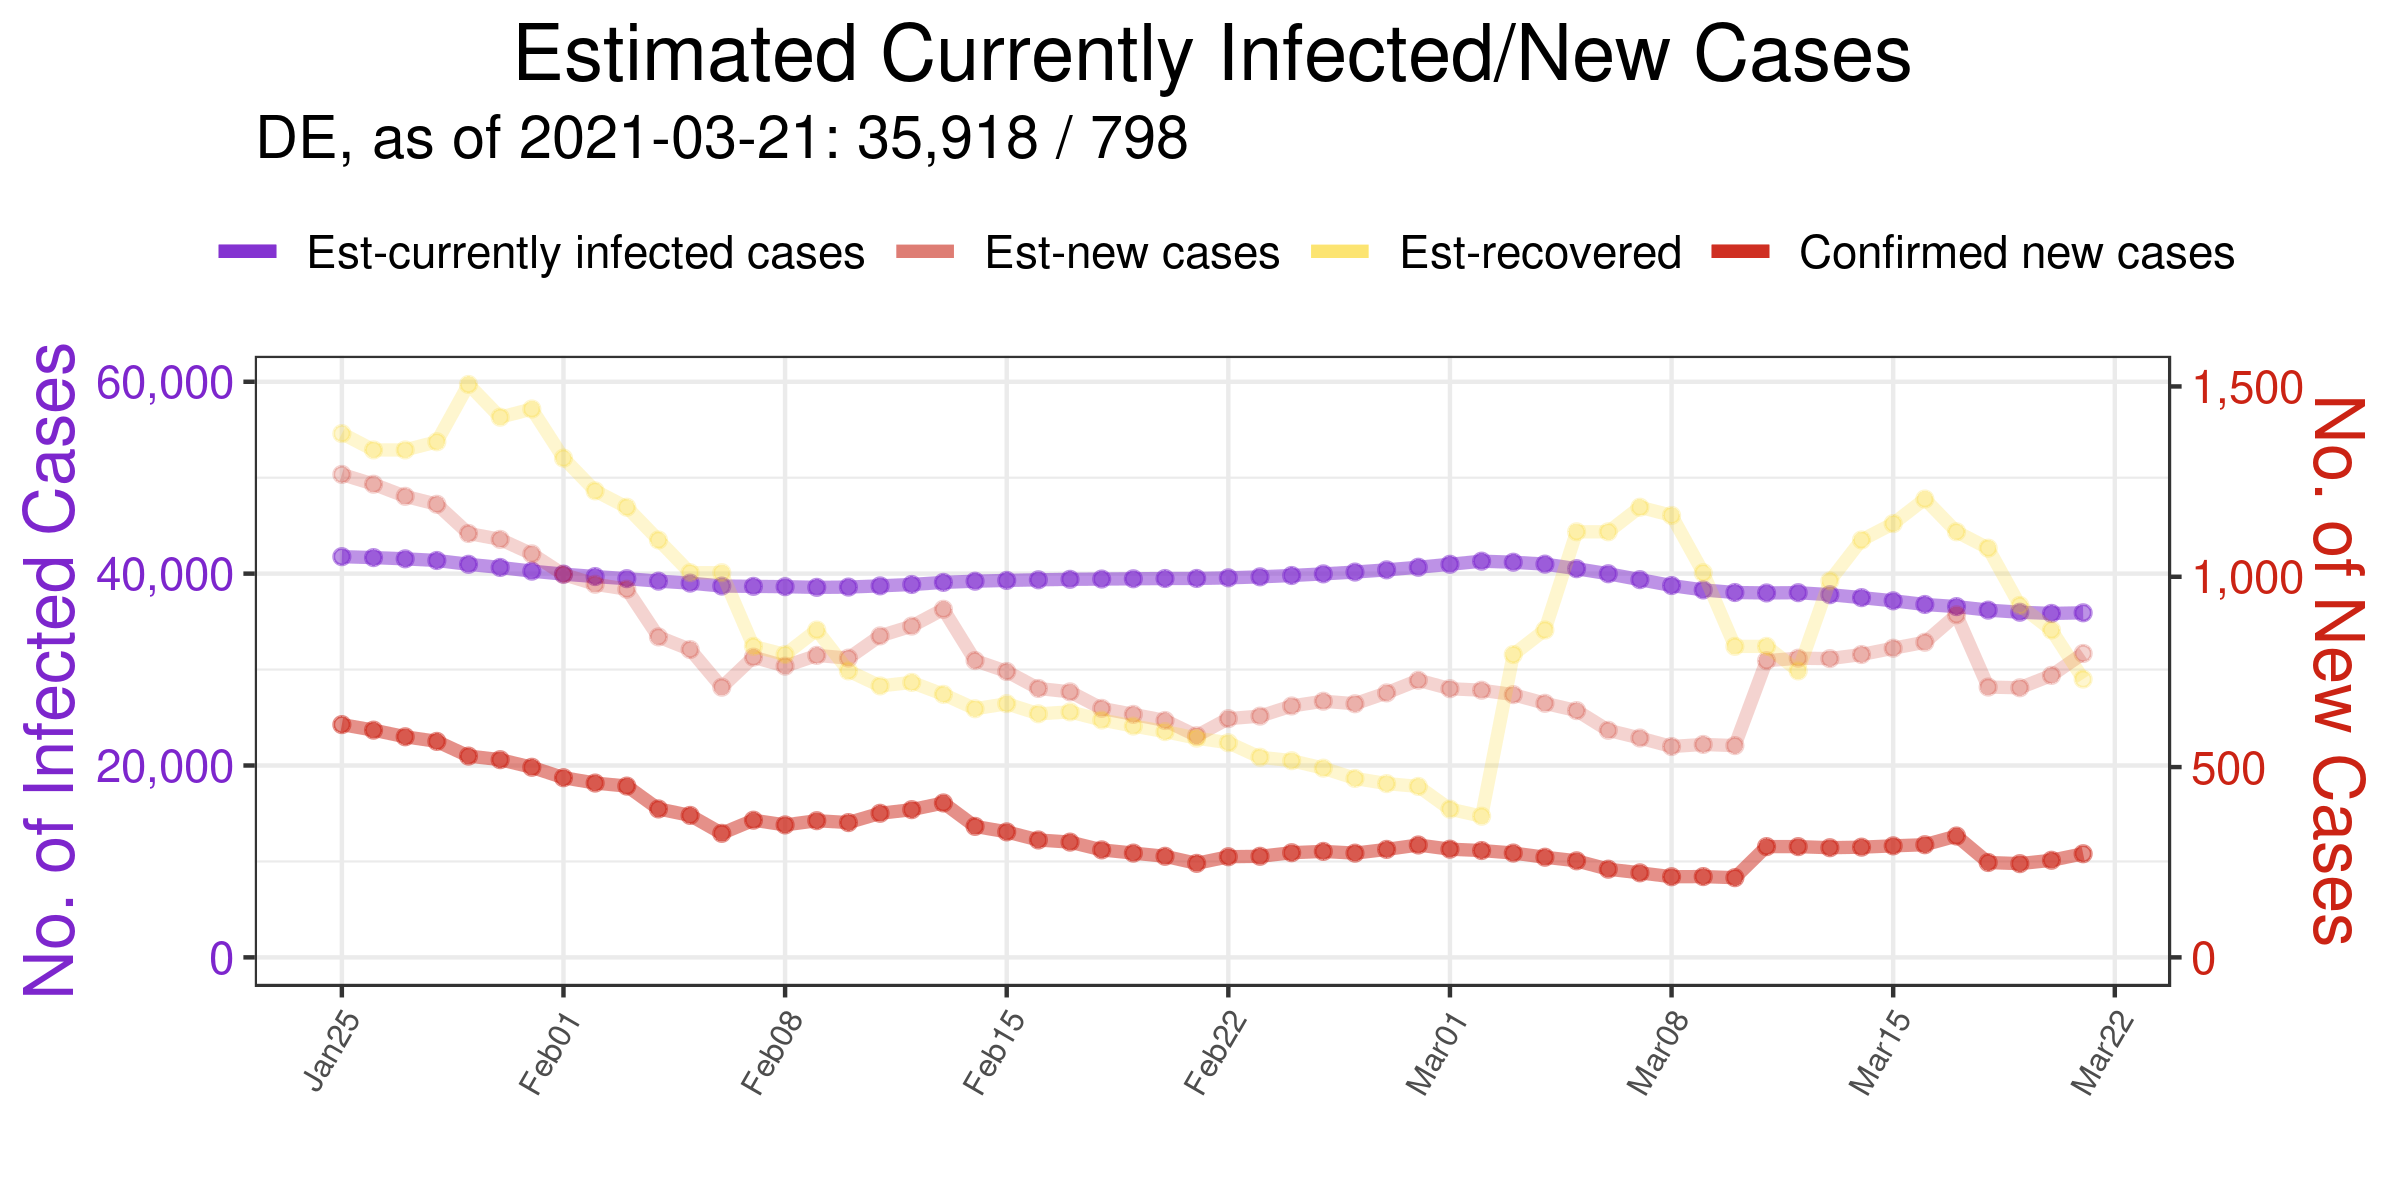 Estimated Currently Infected/New Cases
DE, as of 2021-03-21: 35,918 / 798
Est-currently infected cases Est-new cases Est-recovered Confirmed new cases
No. of Infected Cases
60,000
40,000
20,000
0
1,500
1,000
500
0
No. of New Cases
Jan25 Feb01 Feb08 Feb15 Feb22 Mar01 Mar08 Mar15 Mar22